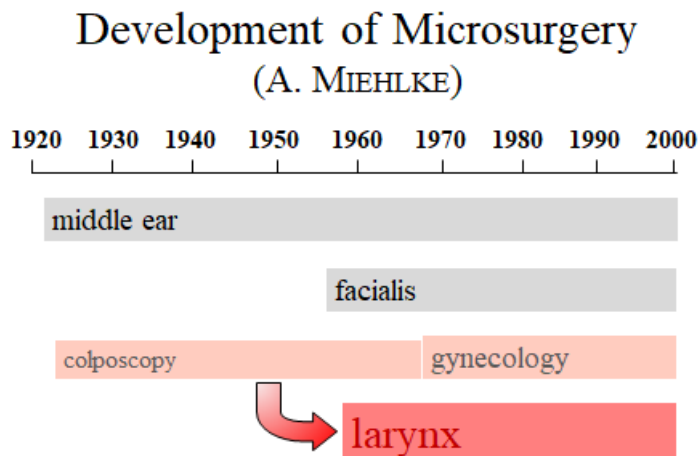 Development of Microsurgery
(A. MIEHLKE)
1920 1930 1940 1950 1960 1970 1980 1990 2000
middle ear
facialis
colposcopy gynecology
larynx